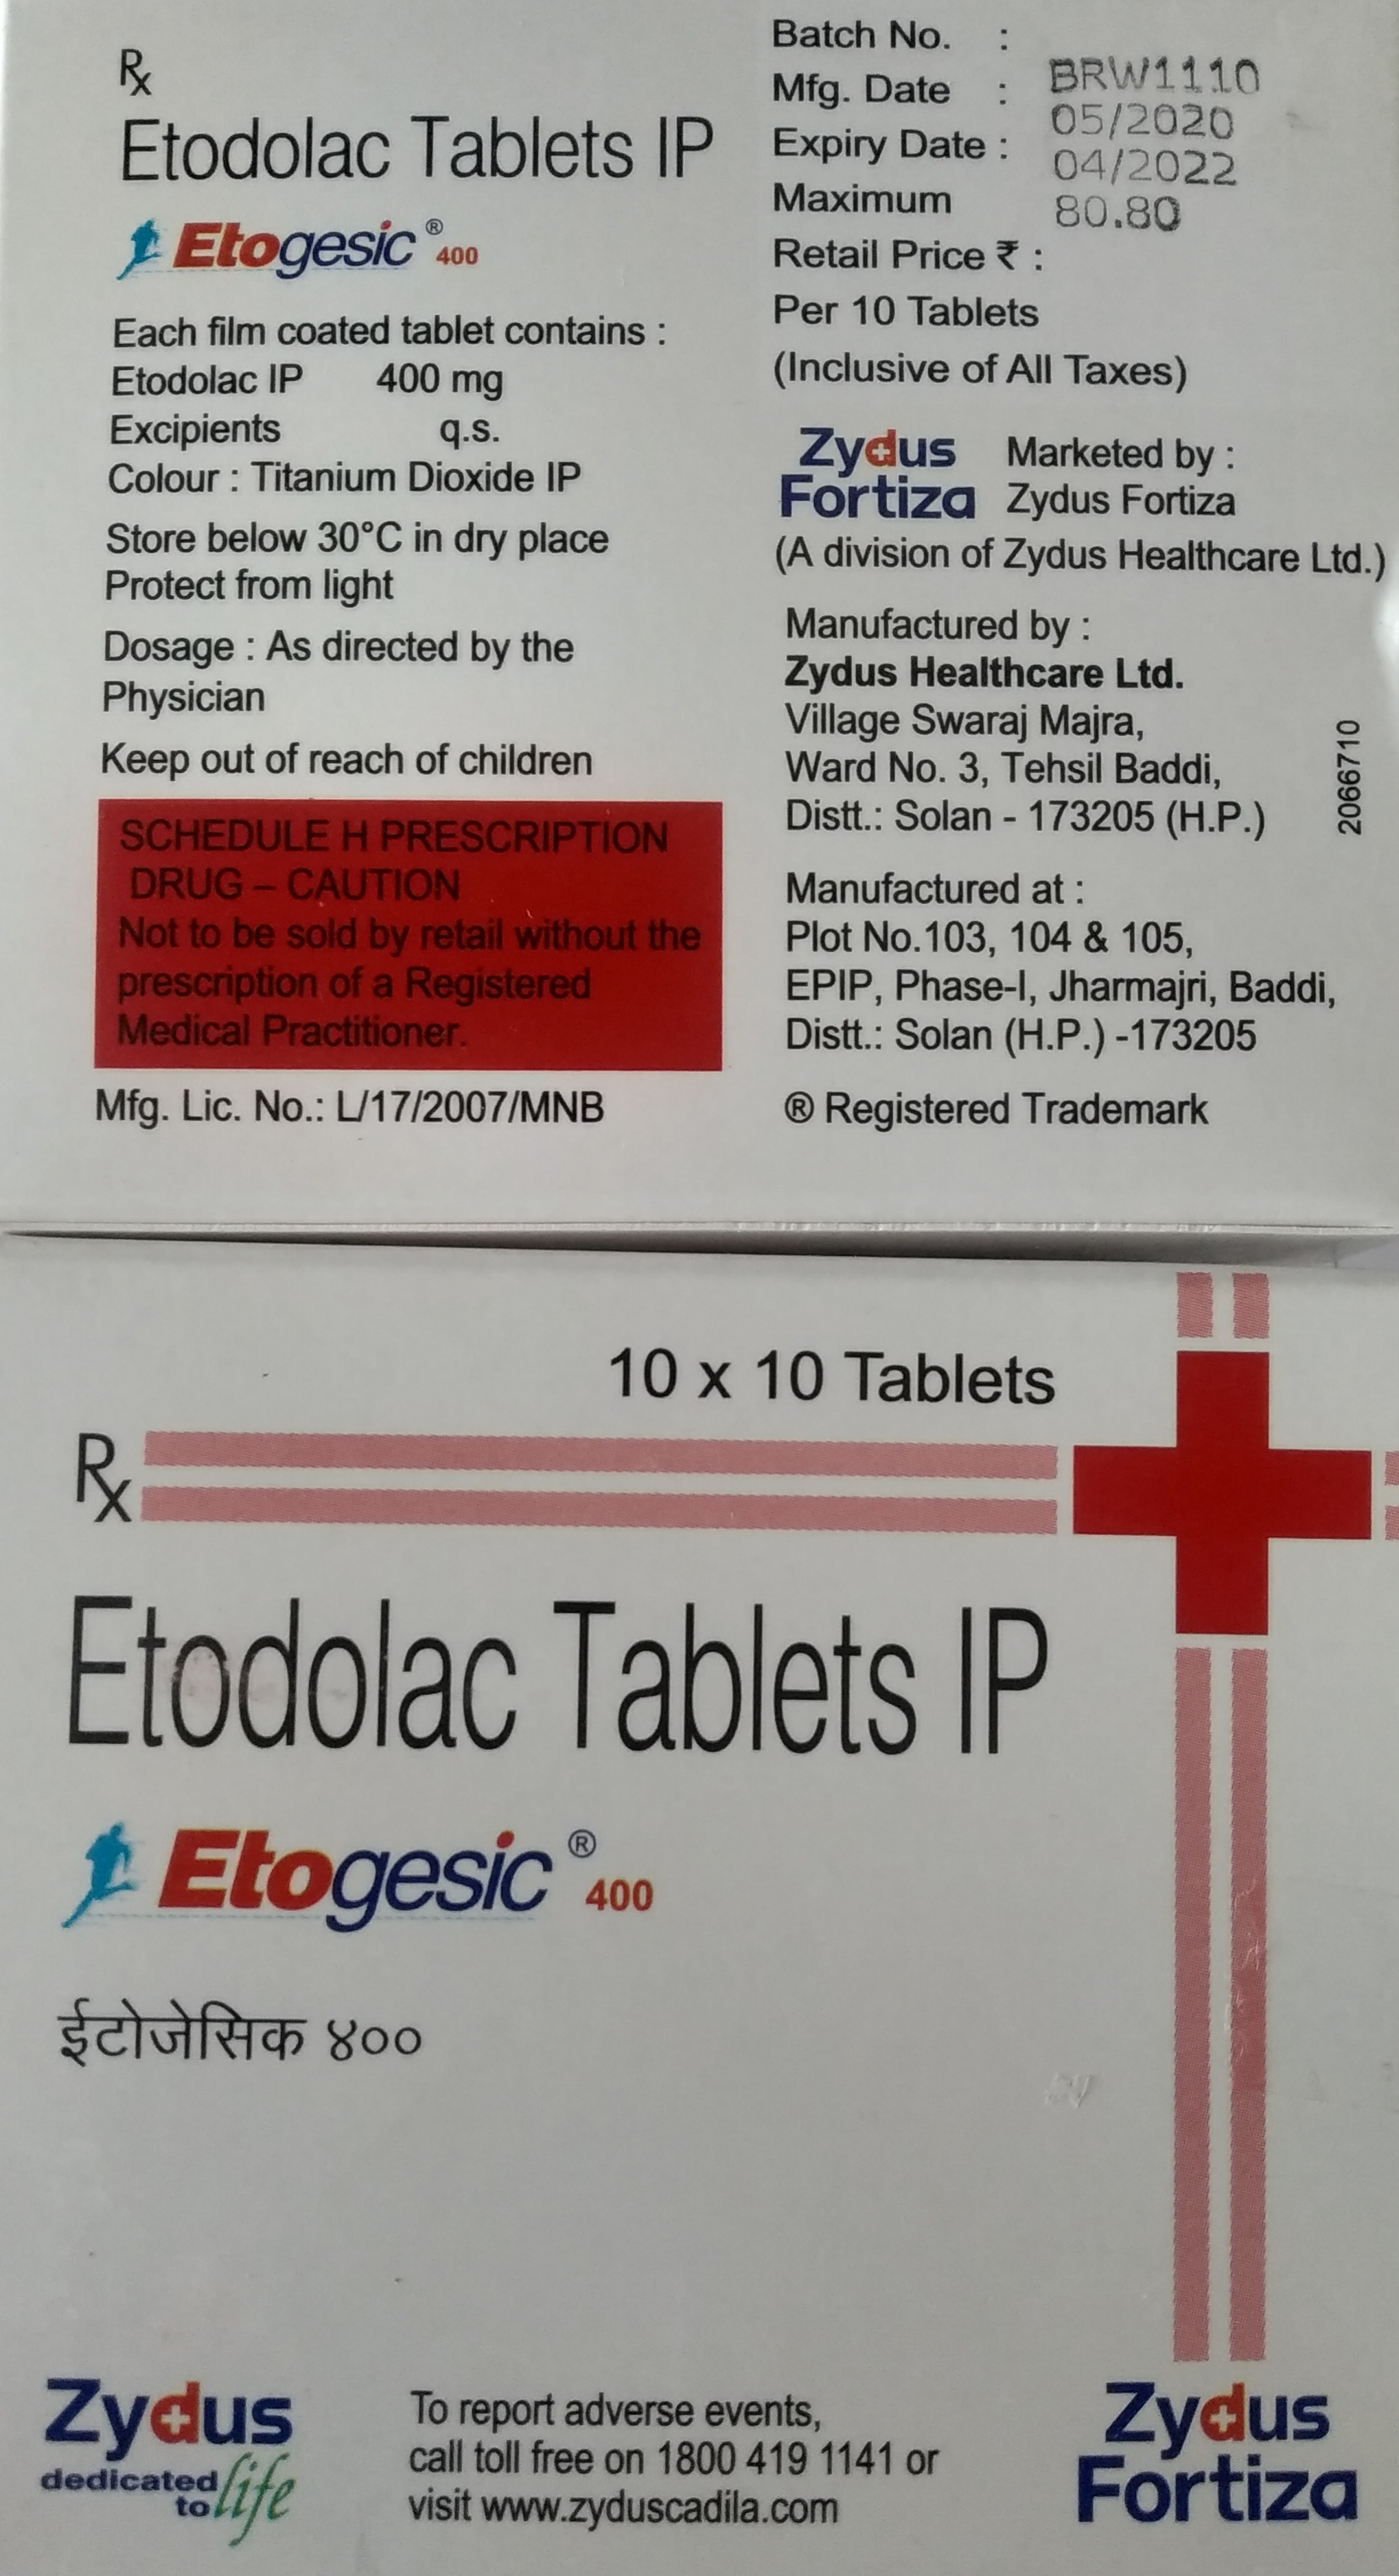 Rx
Etodolac Tablets IP
Etogesic® 400
Each film coated tablet contains :
Etodolac IP 400 mg
Excipients q.s.
Colour : Titanium Dioxide IP
Store below 30°C in dry place
Protect from light
Dosage : As directed by the
Physician
Keep out of reach of children
SCHEDULE H PRESCRIPTION
DRUG – CAUTION
Not to be sold by retail without the
prescription of a Registered
Medical Practitioner.
Mfg. Lic. No.: L/17/2007/MNB
Batch No. :
Mfg. Date :
Expiry Date :
Maximum
Retail Price ₹ :
Per 10 Tablets
(Inclusive of All Taxes)
BRW1110
05/2020
04/2022
80.80
Zydus
Fortiza
Marketed by :
Zydus Fortiza
(A division of Zydus Healthcare Ltd.)
Manufactured by :
Zydus Healthcare Ltd.
Village Swaraj Majra,
Ward No. 3, Tehsil Baddi,
Distt.: Solan - 173205 (H.P.)
2066710
Manufactured at :
Plot No.103, 104 & 105,
EPIP, Phase-I, Jharmajri, Baddi,
Distt.: Solan (H.P.) -173205
® Registered Trademark
10 x 10 Tablets
Rx
Etodolac Tablets IP
Etogesic® 400
ईटोजेसिक ४००
Zydus
dedicated
to life
To report adverse events,
call toll free on 1800 419 1141 or
visit www.zyduscadila.com
Zydus
Fortiza